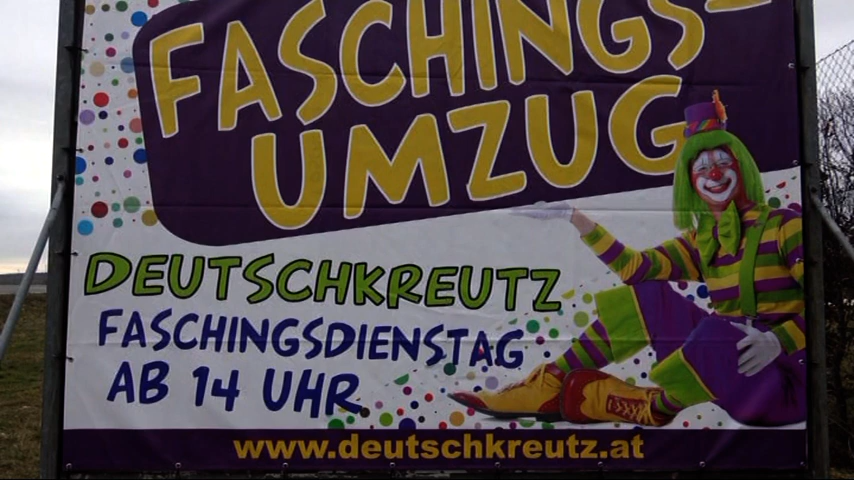 FASCHINGS-
UMZUG
DEUTSCHKREUTZ
FASCHINGSDIENSTAG
AB 14 UHR
www.deutschkreutz.at